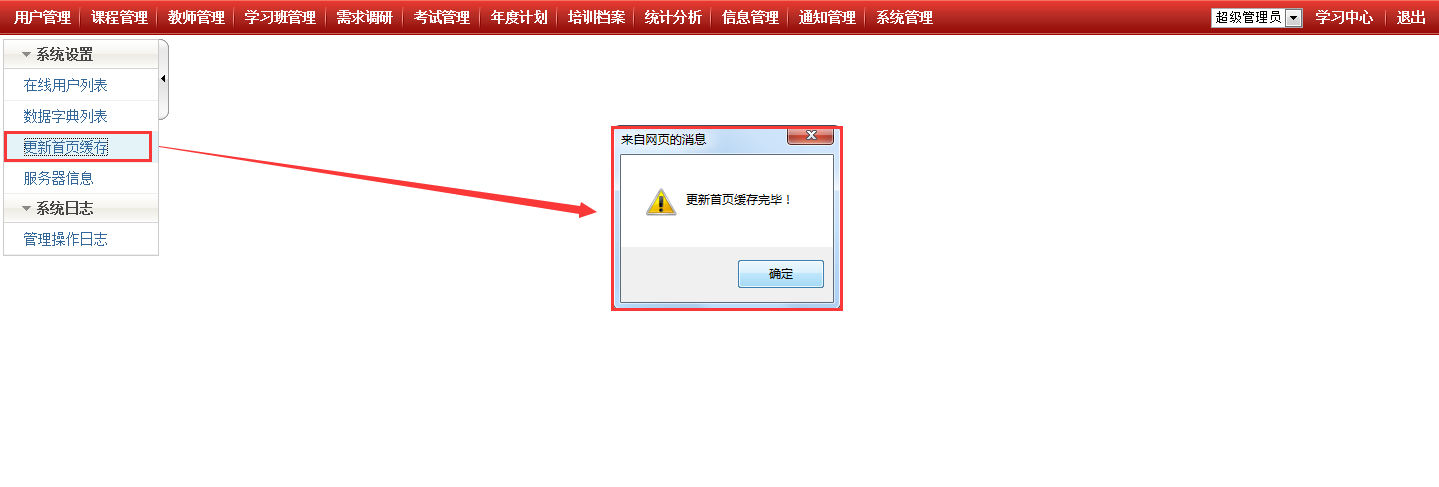 用户管理 课程管理 教师管理 学习班管理 需求调研 考试管理 年度计划 培训档案 统计分析 信息管理 通知管理 系统管理 超级管理员 学习中心 退出
系统设置
在线用户列表
数据字典列表
更新首页缓存
服务器信息
系统日志
管理操作日志
来自网页的消息
更新首页缓存完毕！
确定